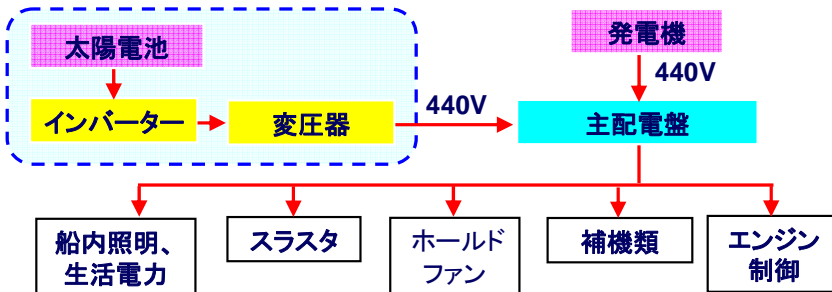 太陽電池
発電機
440V
440V
インバーター
変圧器
主配電盤
船内照明、
生活電力
スラスタ
ホールド
ファン
補機類
エンジン
制御